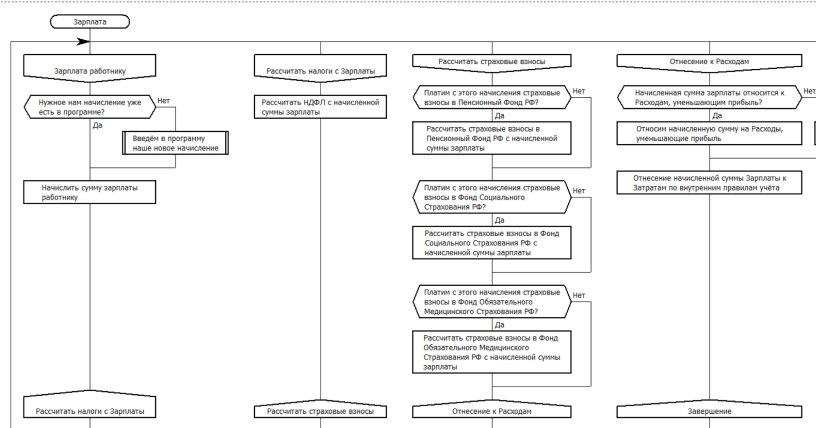 Зарплата
Зарплата работнику
Нужное нам начисление уже
есть в программе?
Нет
Да
Введём в программу
наше новое начисление
Начислить сумму зарплаты
работнику
Рассчитать налоги с Зарплаты
Рассчитать налоги с Зарплаты
Рассчитать НДФЛ с начисленной
суммы зарплаты
Рассчитать страховые взносы
Рассчитать страховые взносы
Платим с этого начисления страховые
взносы в Пенсионный Фонд РФ?
Нет
Да
Рассчитать страховые взносы в
Пенсионный Фонд РФ с начисленной
суммы зарплаты
Платим с этого начисления страховые
взносы в Фонд Социального
Страхования РФ?
Нет
Да
Рассчитать страховые взносы в Фонд
Социального Страхования РФ с
начисленной суммы зарплаты
Платим с этого начисления страховые
взносы в Фонд Обязательного
Медицинского Страхования РФ?
Нет
Да
Рассчитать страховые взносы в Фонд
Обязательного Медицинского
Страхования РФ с начисленной суммы
зарплаты
Отнесение к Расходам
Отнесение к Расходам
Начисленная сумма зарплаты относится к
Расходам, уменьшающим прибыль?
Нет
Да
Относим начисленную сумму на Расходы,
уменьшающие прибыль
Отнесение начисленной суммы Зарплаты к
Затратам по внутренним правилам учёта
Завершение